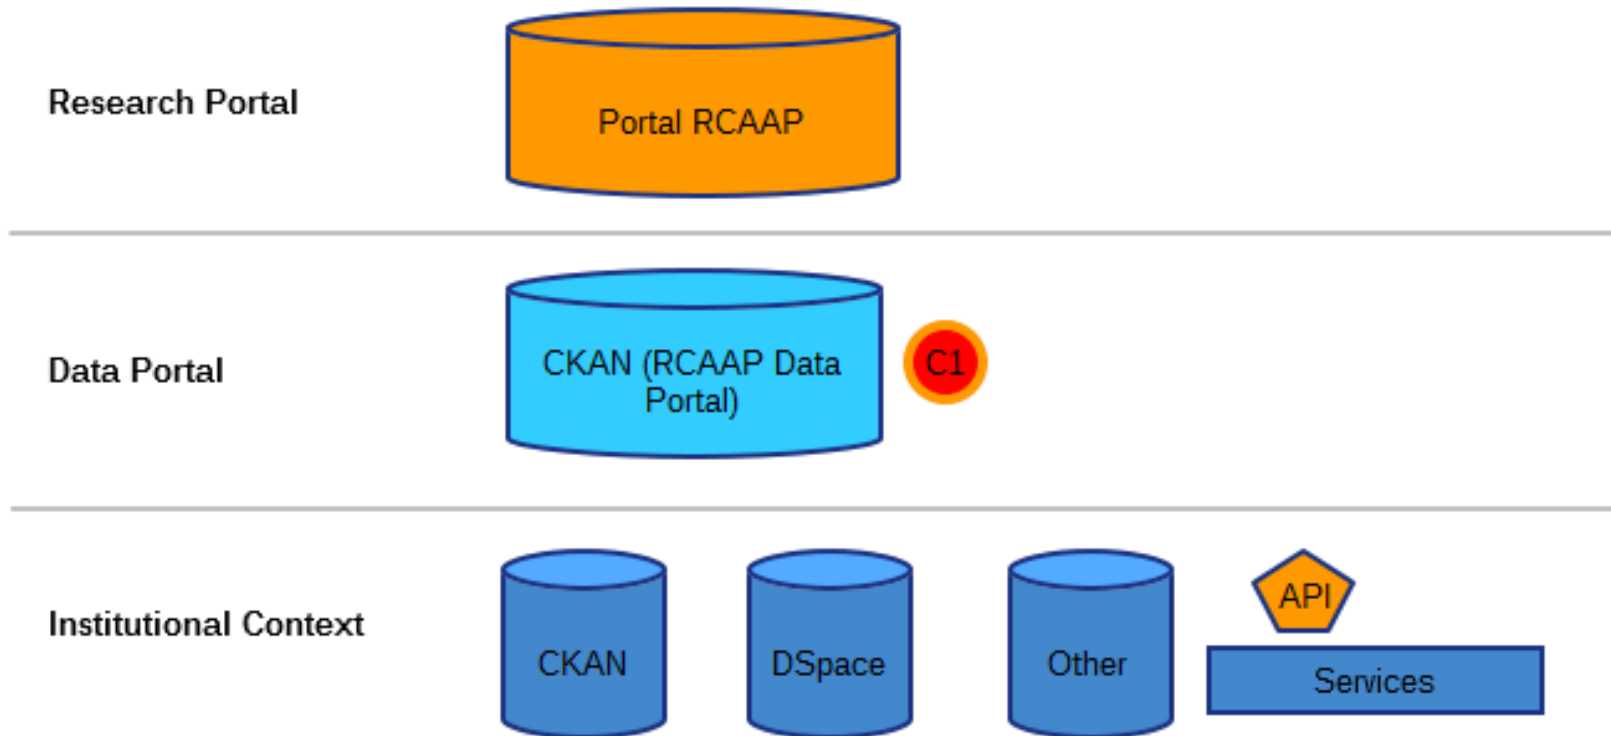 Research Portal
Portal RCAAP
Data Portal
CKAN (RCAAP Data
Portal)
C1
Institutional Context
CKAN
DSpace
Other
API
Services